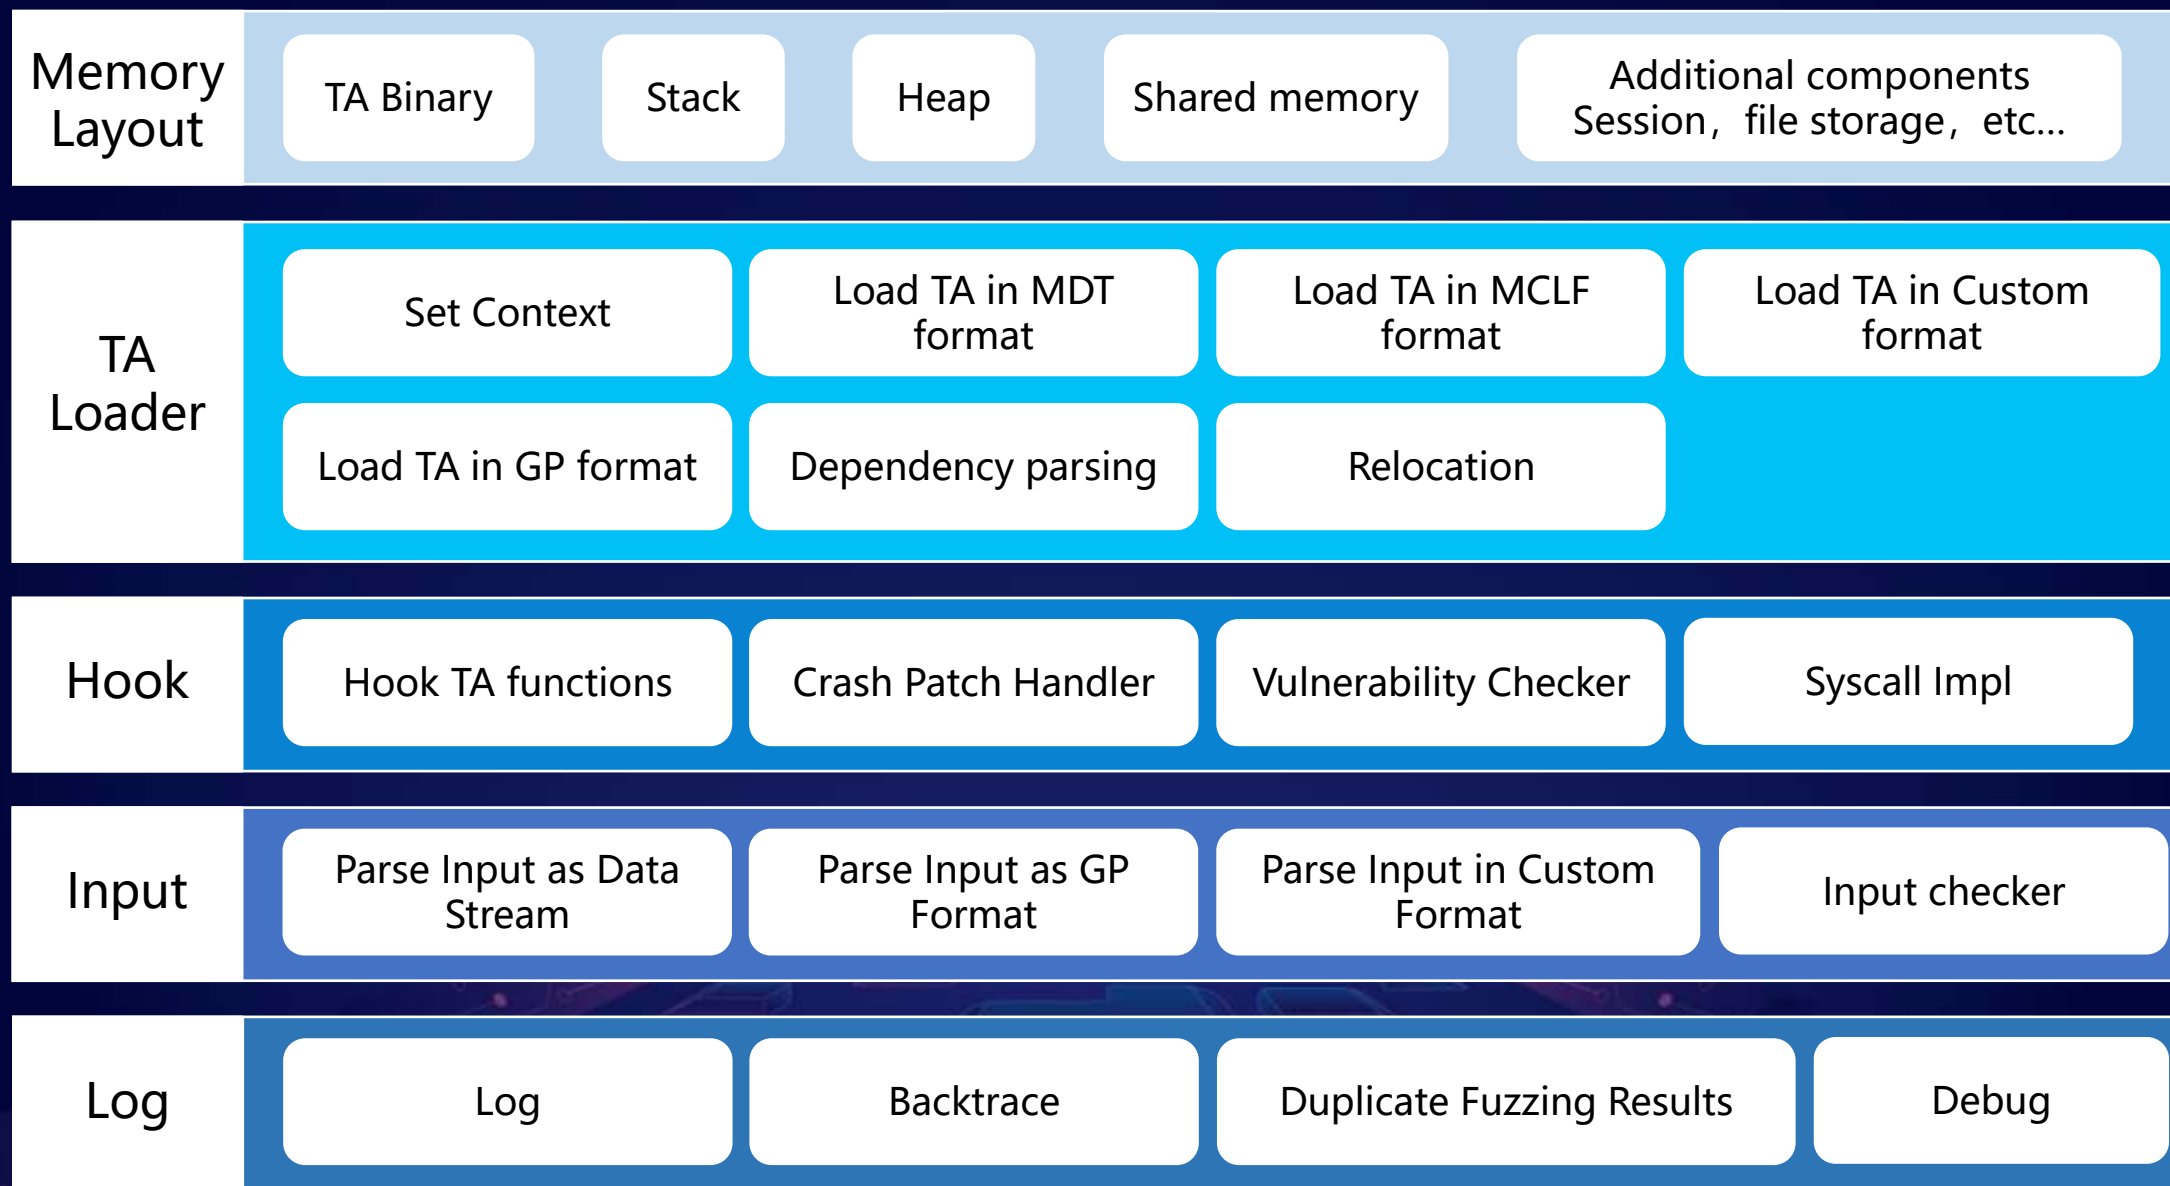 Memory
Layout
TA Binary
Stack
Heap
Shared memory
Additional components
Session，file storage，etc...
TA
Loader
Set Context
Load TA in MDT
format
Load TA in MCLF
format
Load TA in Custom
format
Load TA in GP format
Dependency parsing
Relocation
Hook
Hook TA functions
Crash Patch Handler
Vulnerability Checker
Syscall Impl
Input
Parse Input as Data
Stream
Parse Input as GP
Format
Parse Input in Custom
Format
Input checker
Log
Log
Backtrace
Duplicate Fuzzing Results
Debug